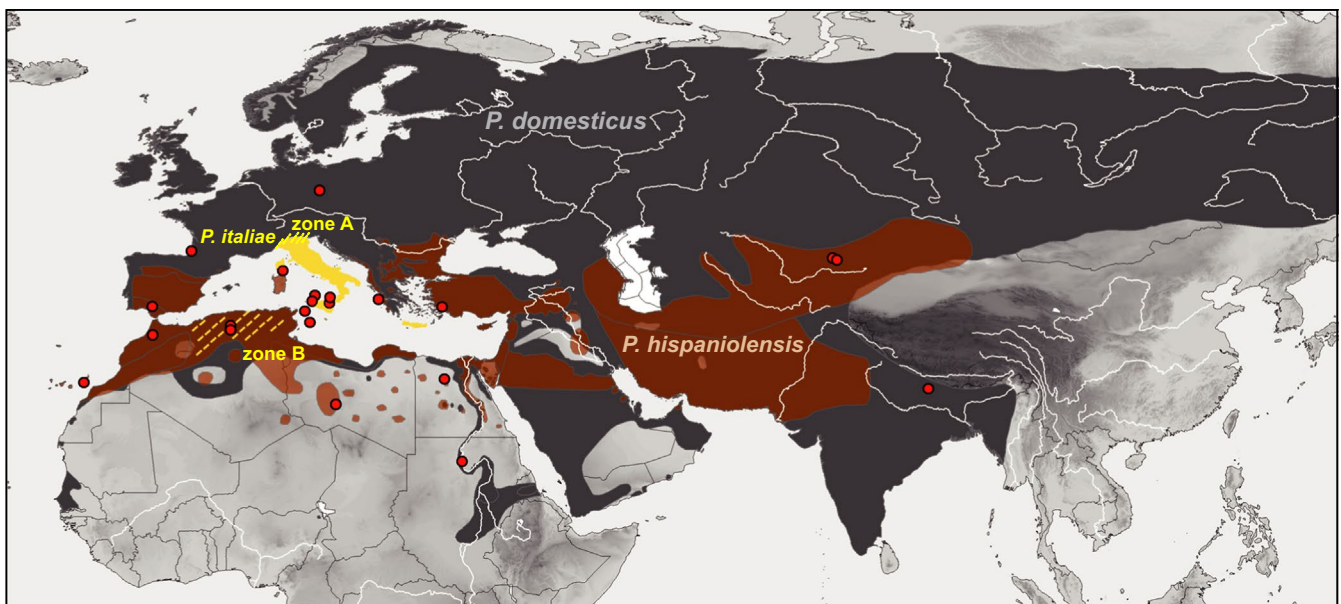 P. domesticus
zone A
P. italiae
P. hispaniolensis
zone B